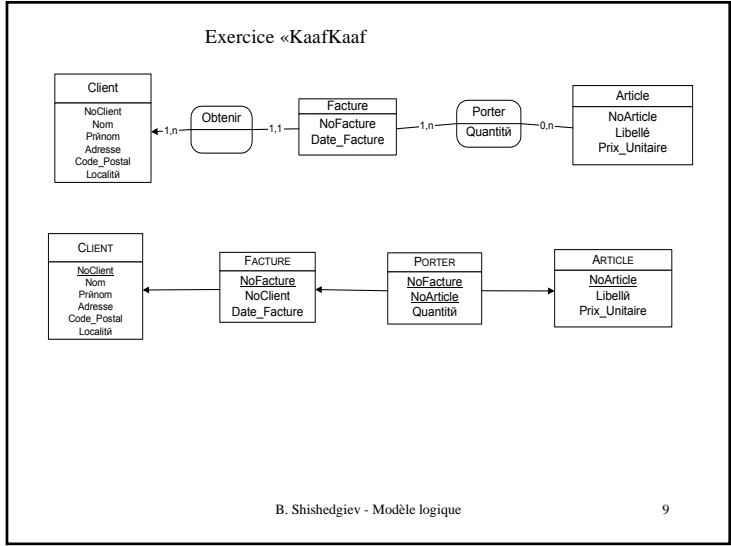 Exercice «KaafKaaf
Client
NoClient
Nom
Prйnom
Adresse
Code_Postal
Localitй
1,n
Obtenir
1,1
Facture
NoFacture
Date_Facture
1,n
Porter
Quantitй
0,n
Article
NoArticle
Libellé
Prix_Unitaire
CLIENT
NoClient
Nom
Prйnom
Adresse
Code_Postal
Localitй
FACTURE
NoFacture
NoClient
Date_Facture
PORTER
NoFacture
NoArticle
Quantitй
ARTICLE
NoArticle
Libellй
Prix_Unitaire
B. Shishedgiev - Modèle logique
9